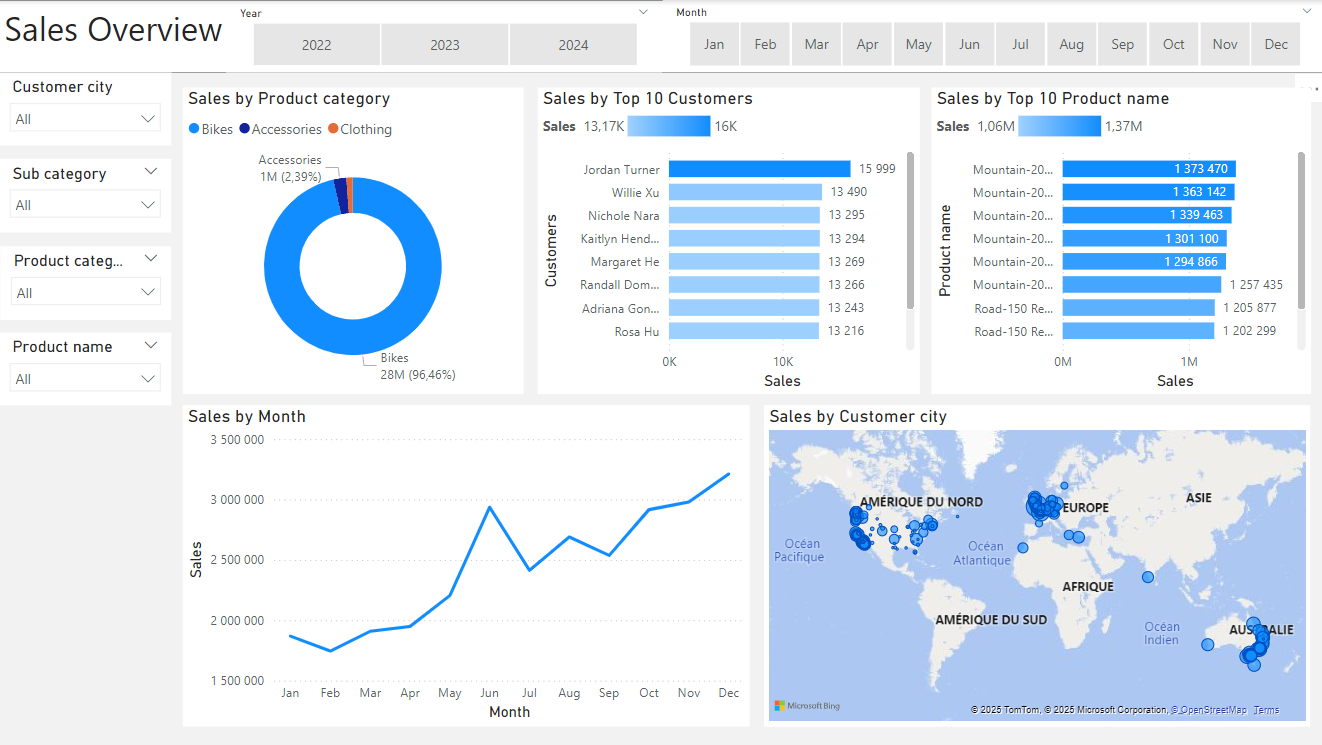 Sales Overview
Year
2022 2023 2024
Month
Jan Feb Mar Apr May Jun Jul Aug Sep Oct Nov Dec
Customer city
All
Sub category
All
Product categ...
All
Product name
All
Sales by Product category
Bikes Accessories Clothing
Accessories
1M (2,39%)
Bikes
28M (96,46%)
Sales by Top 10 Customers
Sales 13,17K 16K
Customers
Jordan Turner 15 999
Willie Xu 13 490
Nichole Nara 13 295
Kaitlyn Hend... 13 294
Margaret He 13 269
Randall Dom... 13 266
Adriana Gon... 13 243
Rosa Hu 13 216
0K 10K
Sales
Sales by Top 10 Product name
Sales 1,06M 1,37M
Product name
Mountain-20... 1 373 470
Mountain-20... 1 363 142
Mountain-20... 1 339 463
Mountain-20... 1 301 100
Mountain-20... 1 294 866
Mountain-20... 1 257 435
Road-150 Re... 1 205 877
Road-150 Re... 1 202 299
0M 1M
Sales
Sales by Month
Sales
3 500 000
3 000 000
2 500 000
2 000 000
1 500 000
Jan Feb Mar Apr May Jun Jul Aug Sep Oct Nov Dec
Month
Sales by Customer city
AMÉRIQUE DU NORD
EUROPE
ASIE
Océan
Pacifique
Océan
Atlantique
AFRIQUE
AMÉRIQUE DU SUD
Océan
Indien
AUSTRALIE
Microsoft Bing
© 2025 TomTom, © 2025 Microsoft Corporation, © OpenStreetMap Terms